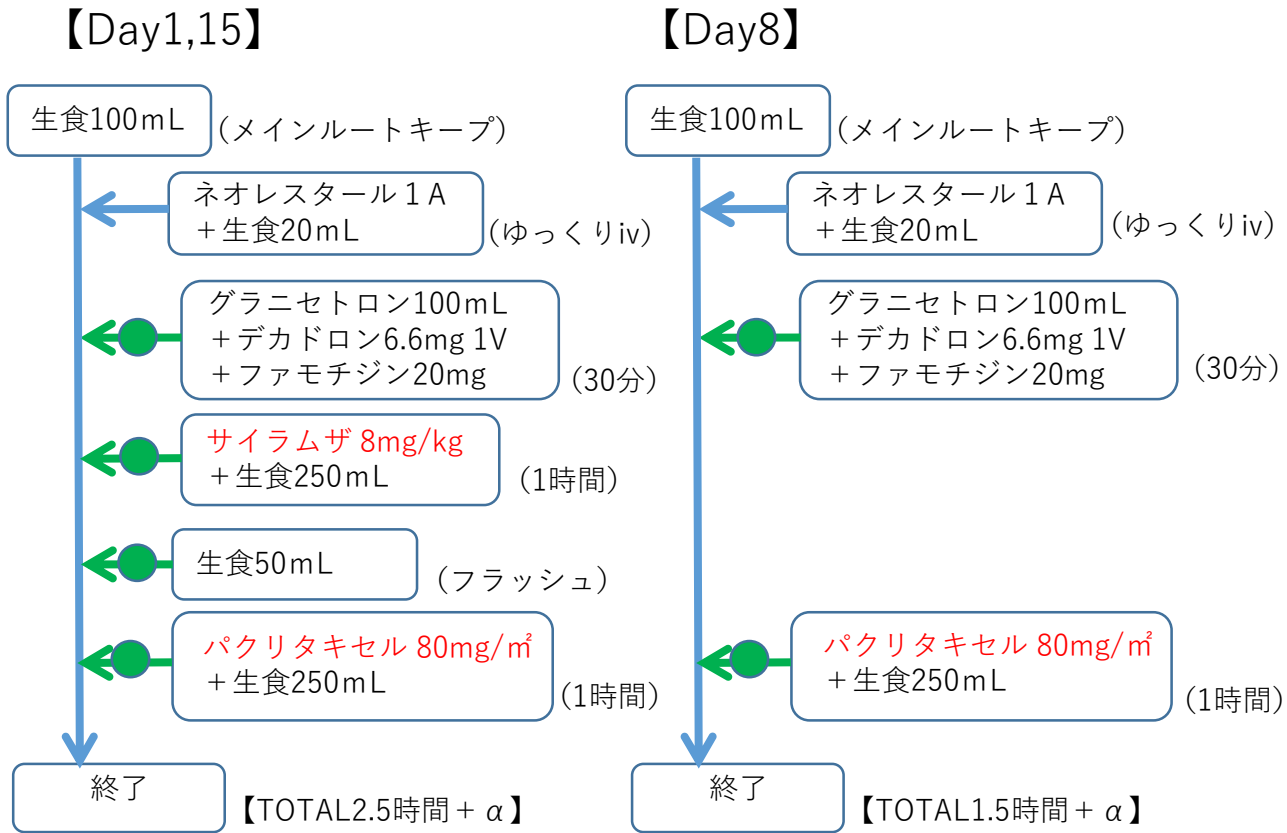 【Day1,15】
生食100mL
(メインルートキープ)
ネオレスタール１A
＋生食20mL
(ゆっくりiv)
グラニセトロン100mL
＋デカドロン6.6mg 1V
＋ファモチジン20mg
(30分)
サイラムザ 8mg/kg
＋生食250mL
(1時間)
生食50mL
(フラッシュ)
パクリタキセル 80mg/㎡
＋生食250mL
(1時間)
終了
【TOTAL2.5時間＋α】
【Day8】
生食100mL
(メインルートキープ)
ネオレスタール１A
＋生食20mL
(ゆっくりiv)
グラニセトロン100mL
＋デカドロン6.6mg 1V
＋ファモチジン20mg
(30分)
パクリタキセル 80mg/㎡
＋生食250mL
(1時間)
終了
【TOTAL1.5時間＋α】